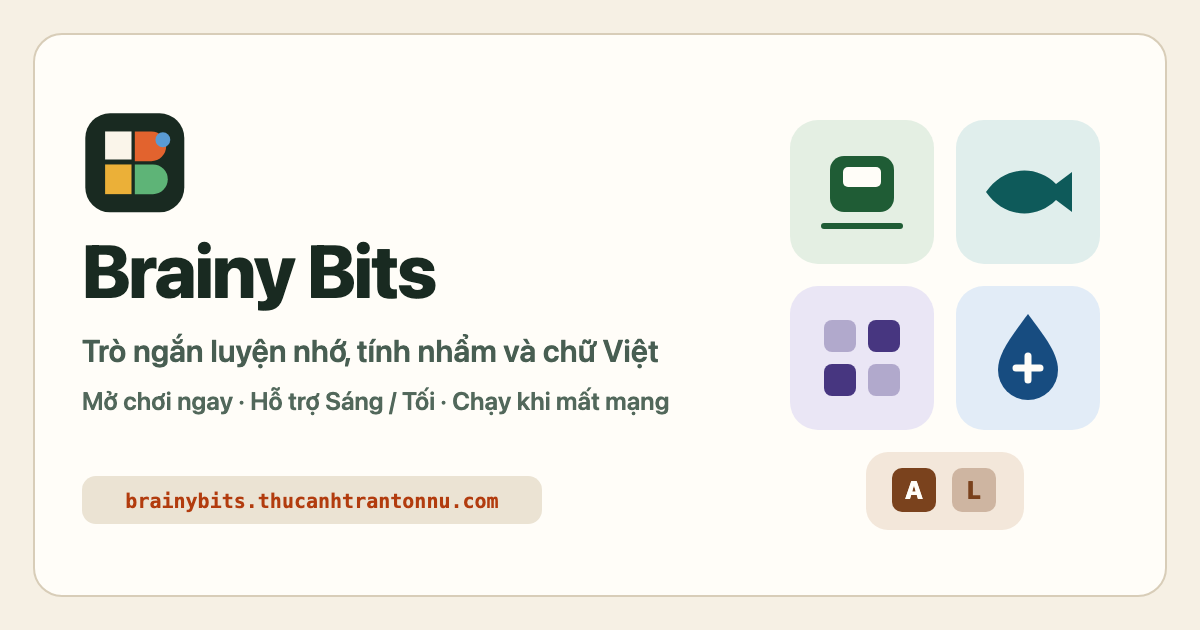 Brainy Bits
Trò ngắn luyện nhớ, tính nhẩm và chữ Việt
Mở chơi ngay · Hỗ trợ Sáng / Tối · Chạy khi mất mạng
brainybits.thucanhtrantonnu.com
A L